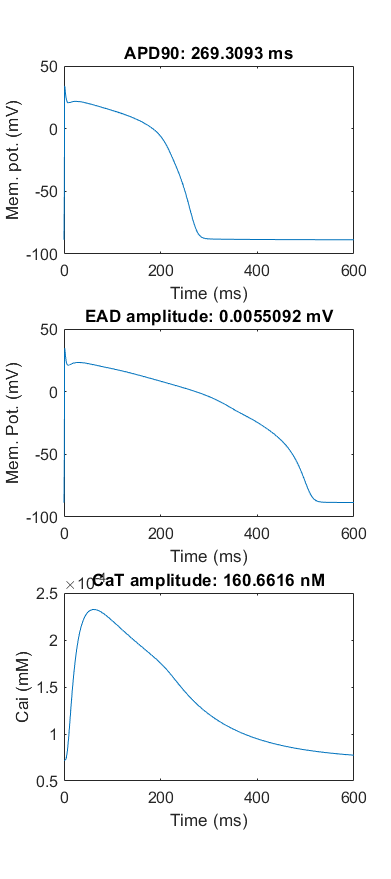 APD90: 269.3093 ms
50
0
-50
-100
Mem. pot. (mV)
0 200 400 600
Time (ms)
EAD amplitude: 0.0055092 mV
50
0
-50
-100
Mem. Pot. (mV)
0 200 400 600
Time (ms)
CaT amplitude: 160.6616 nM
2.5
2
1.5
1
0.5
Cai (mM)
0 200 400 600
Time (ms)